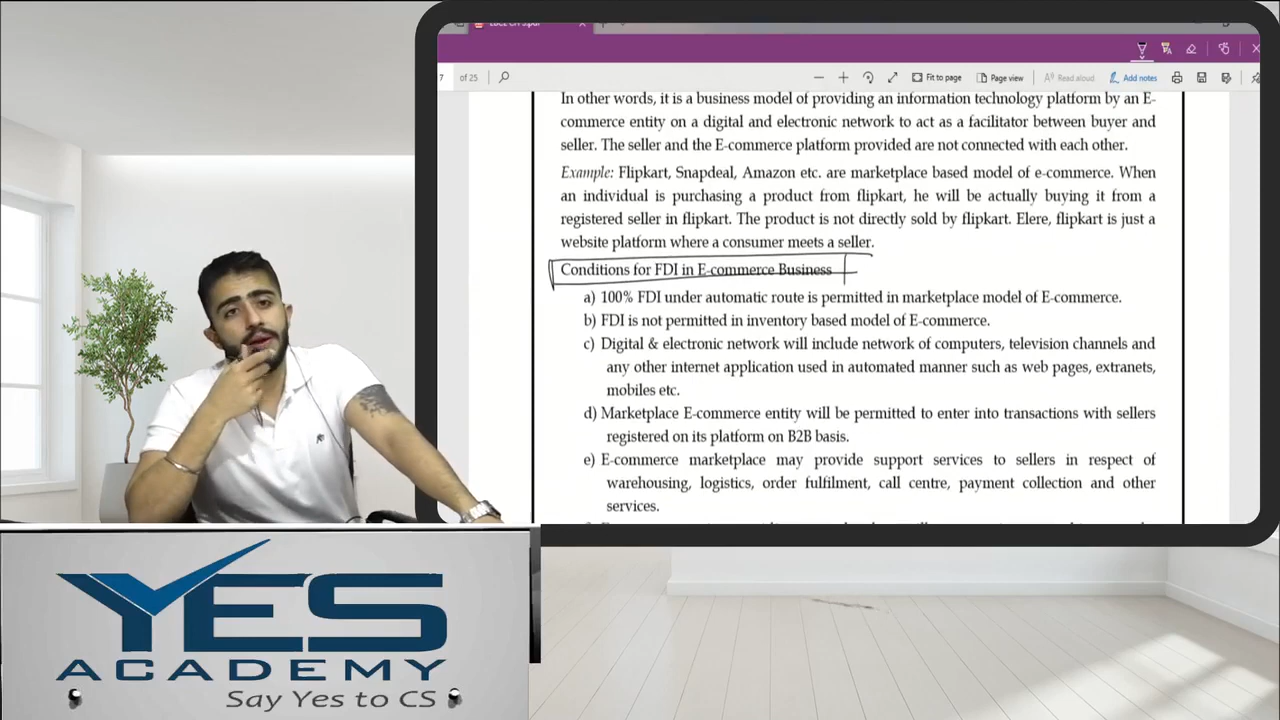 7 of 25
Fit to page
Page view
Read aloud
Add notes
In other words, it is a business model of providing an information technology platform by an E-
commerce entity on a digital and electronic network to act as a facilitator between buyer and
seller. The seller and the E-commerce platform provided are not connected with each other.
Example: Flipkart, Snapdeal, Amazon etc. are marketplace based model of e-commerce. When
an individual is purchasing a product from flipkart, he will be actually buying it from a
registered seller in flipkart. The product is not directly sold by flipkart. Elere, flipkart is just a
website platform where a consumer meets a seller.
Conditions for FDI in E-commerce Business
a) 100% FDI under automatic route is permitted in marketplace model of E-commerce.
b) FDI is not permitted in inventory based model of E-commerce.
c) Digital & electronic network will include network of computers, television channels and
any other internet application used in automated manner such as web pages, extranets,
mobiles etc.
d) Marketplace E-commerce entity will be permitted to enter into transactions with sellers
registered on its platform on B2B basis.
e) E-commerce marketplace may provide support services to sellers in respect of
warehousing, logistics, order fulfilment, call centre, payment collection and other
services.
YES
ACADEMY
Say Yes to CS